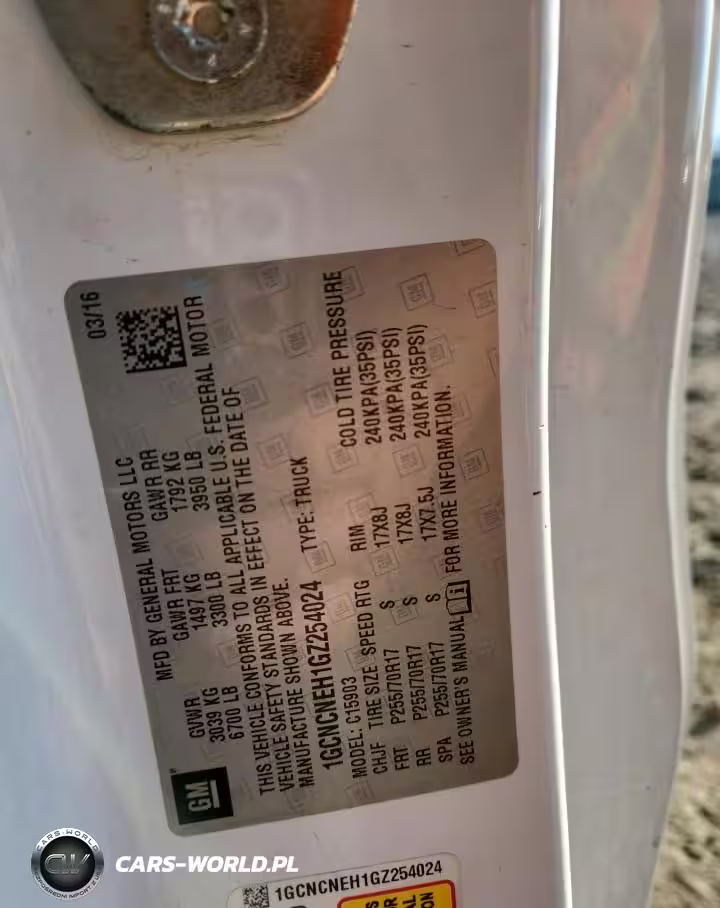 03/16
MFD BY GENERAL MOTORS LLC
GVWR GAWR FRT GAWR RR
3039 KG 1497 KG 1792 KG
6700 LB 3300 LB 3950 LB
THIS VEHICLE CONFORMS TO ALL APPLICABLE U.S. FEDERAL MOTOR
VEHICLE SAFETY STANDARDS IN EFFECT ON THE DATE OF
MANUFACTURE SHOWN ABOVE.
1GCNCNEH1GZ254024 TYPE: TRUCK
MODEL: C15903
CHJF TIRE SIZE SPEED RTG RIM COLD TIRE PRESSURE
FRT P255/70R17 S 17X8J 240KPA(35PSI)
RR P255/70R17 S 17X8J 240KPA(35PSI)
SPA P255/70R17 S 17X7.5J 240KPA(35PSI)
SEE OWNER'S MANUAL FOR MORE INFORMATION.
GM
1GCNCNEH1GZ254024
CARS-WORLD
CW
CARS-WORLD.PL